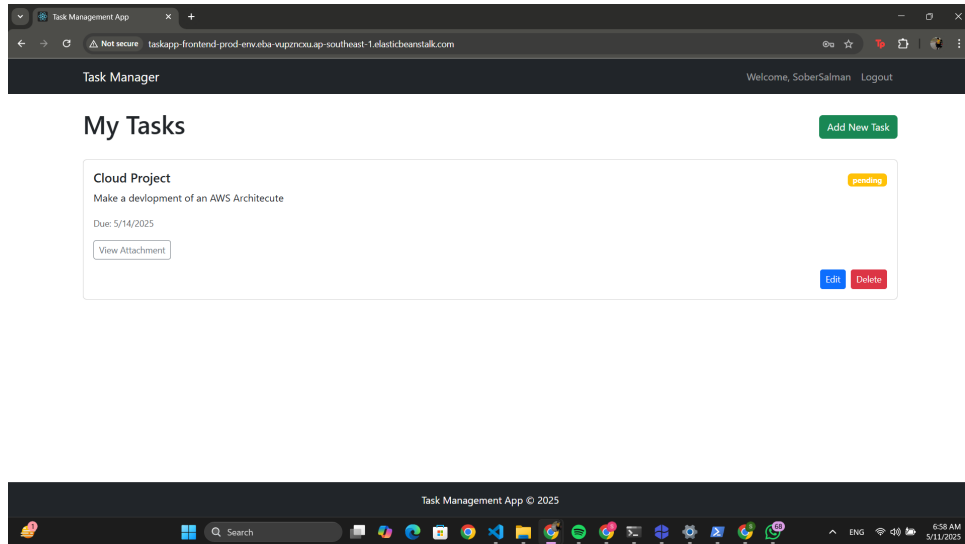 Task Management App
Not secure
taskapp-frontend-prod-env.eba-vupzncxu.ap-southeast-1.elasticbeanstalk.com
Task Manager
Welcome, SoberSalman Logout
My Tasks
Add New Task
Cloud Project
pending
Make a devlopment of an AWS Architecute
Due: 5/14/2025
View Attachment
Edit Delete
Task Management App © 2025
1
Search
68
ENG
6:58 AM
5/11/2025